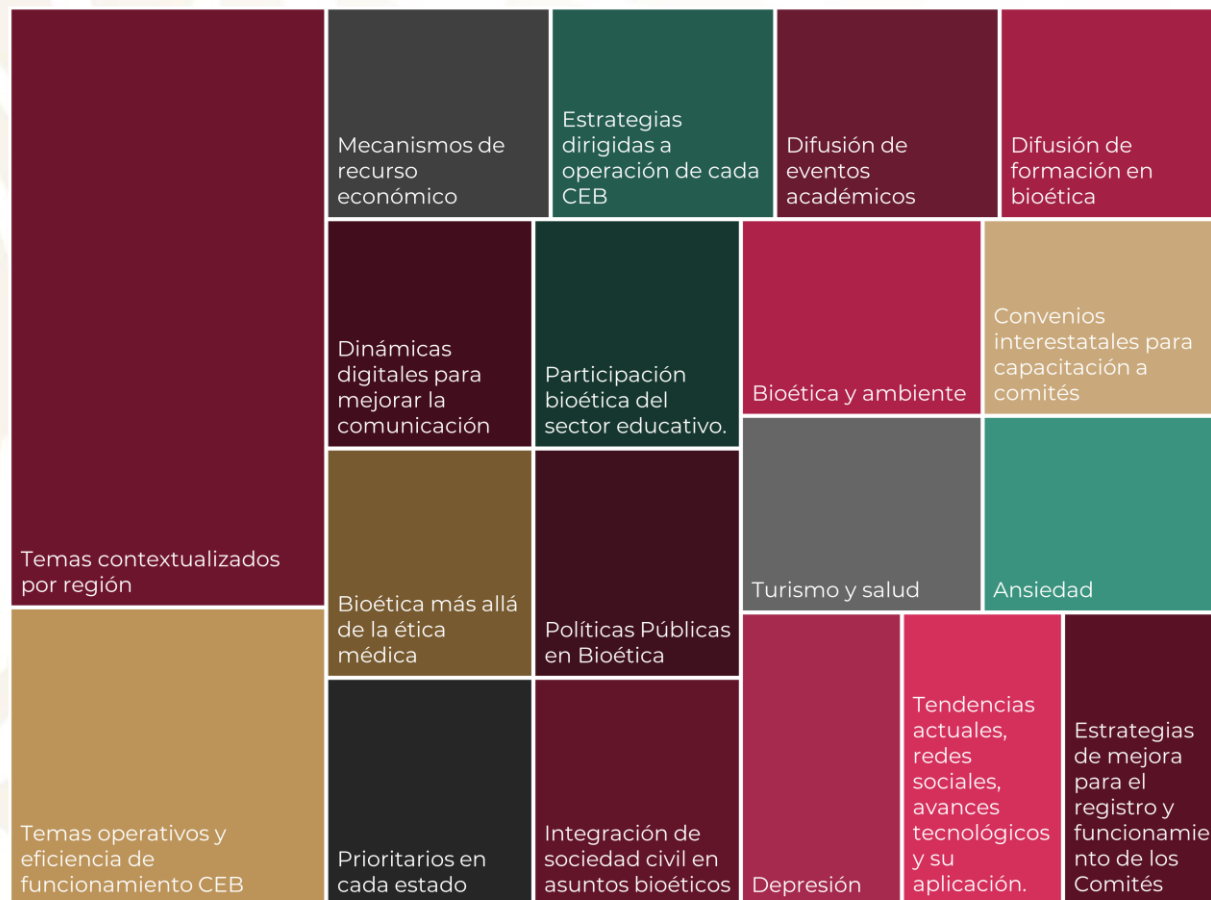 Temas contextualizados
por región
Temas operativos y
eficiencia de
funcionamiento CEB
Mecanismos de
recurso
económico
Estrategias
dirigidas a
operación de cada
CEB
Difusión de
eventos
académicos
Difusión de
formación en
bioética
Dinámicas
digitales para
mejorar la
comunicación
Participación
bioética del
sector educativo.
Bioética y ambiente
Convenios
interestatales para
capacitación a
comités
Bioética más allá
de la ética
médica
Políticas Públicas
en Bioética
Turismo y salud
Ansiedad
Prioritarios en
cada estado
Integración de
sociedad civil en
asuntos bioéticos
Depresión
Tendencias
actuales,
redes
sociales,
avances
tecnológicos
y su
aplicación.
Estrategias
de mejora
para el
registro y
funcionamie
nto de los
Comités